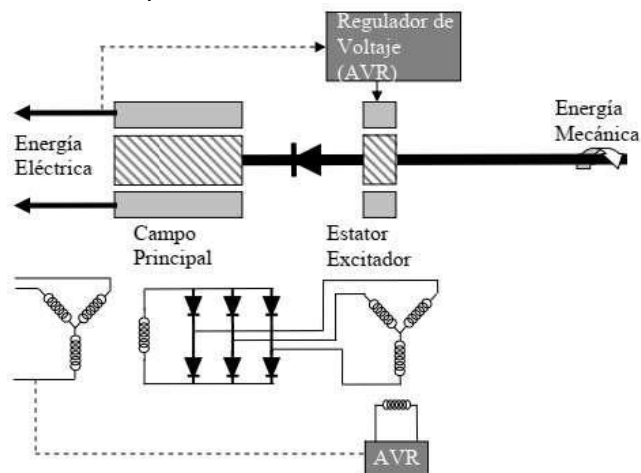 Regulador de
Voltaje
(AVR)
Energía
Eléctrica
Energía
Mecánica
Campo
Principal
Estator
Excitador
AVR